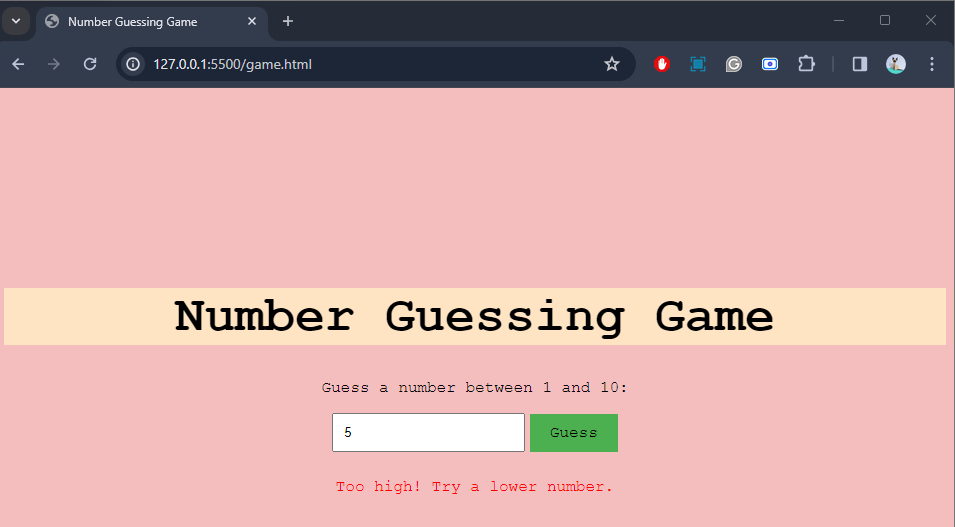 Number Guessing Game
127.0.0.1:5500/game.html
Number Guessing Game
Guess a number between 1 and 10:
5
Guess
Too high! Try a lower number.